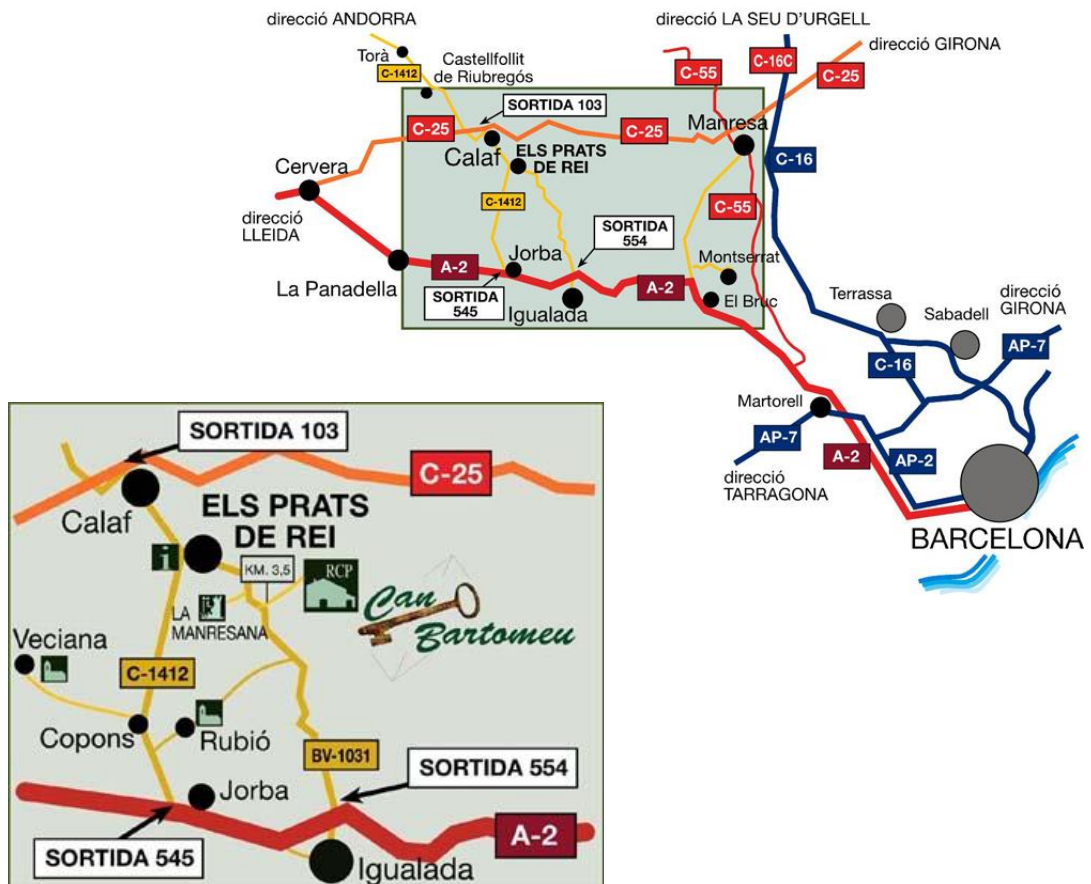 direcció ANDORRA
direcció LA SEU D'URGELL
direcció GIRONA
Torà
C-1412
Castellfollit
de Riubregós
C-55
C-16C
C-25
SORTIDA 103
C-25
C-25
Manresa
Calaf
ELS PRATS
DE REI
C-16
Cervera
C-1412
C-55
direcció
LLEIDA
SORTIDA
554
Jorba
Montserrat
A-2
A-2
La Panadella
SORTIDA
545
Igualada
El Bruc
Terrassa
Sabadell
direcció
GIRONA
AP-7
C-16
Martorell
AP-7
A-2
AP-2
direcció
TARRAGONA
BARCELONA
SORTIDA 103
C-25
Calaf
ELS PRATS
DE REI
i
KM. 3,5
RCP
LA
MANRESANA
Can
Bartomeu
Veciana
C-1412
Copons
Rubió
BV-1031
SORTIDA 554
Jorba
A-2
SORTIDA 545
Igualada